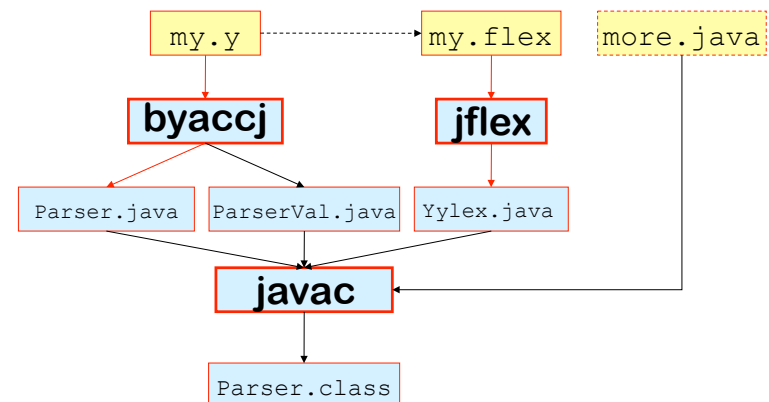 my.y
my.flex
more.java
byaccj
jflex
Parser.java
ParserVal.java
Yylex.java
javac
Parser.class